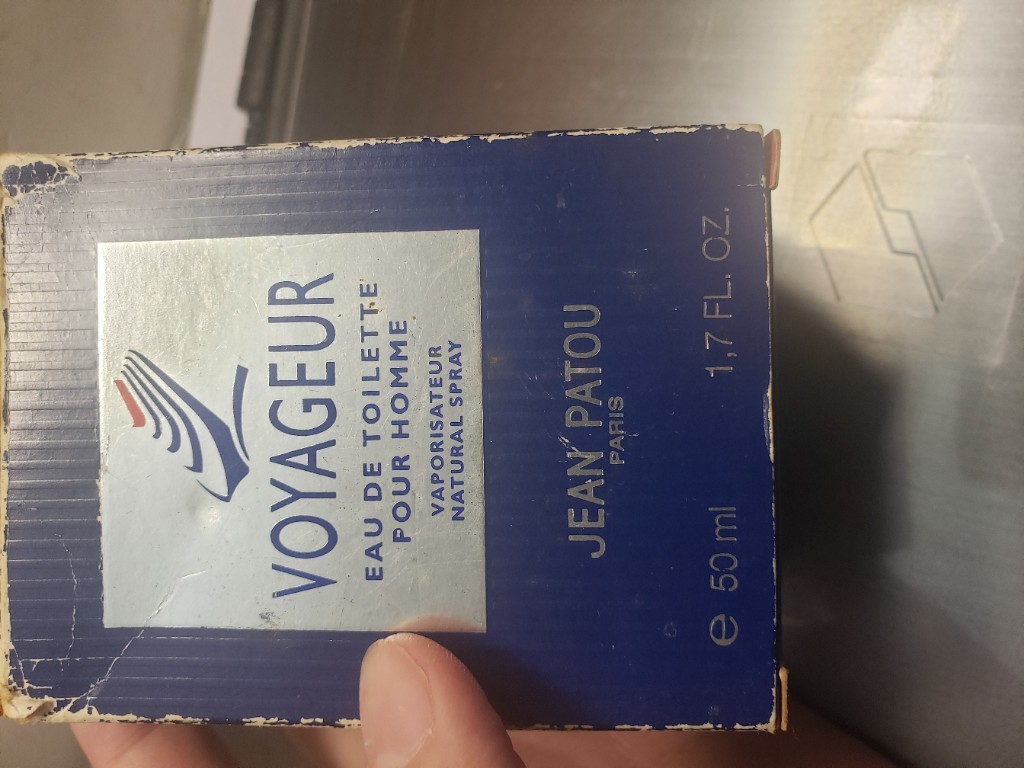 VOYAGEUR
EAU DE TOILETTE
POUR HOMME
VAPORISATEUR
NATURAL SPRAY
JEAN PATOU
PARIS
e 50 ml 1,7 FL. OZ.